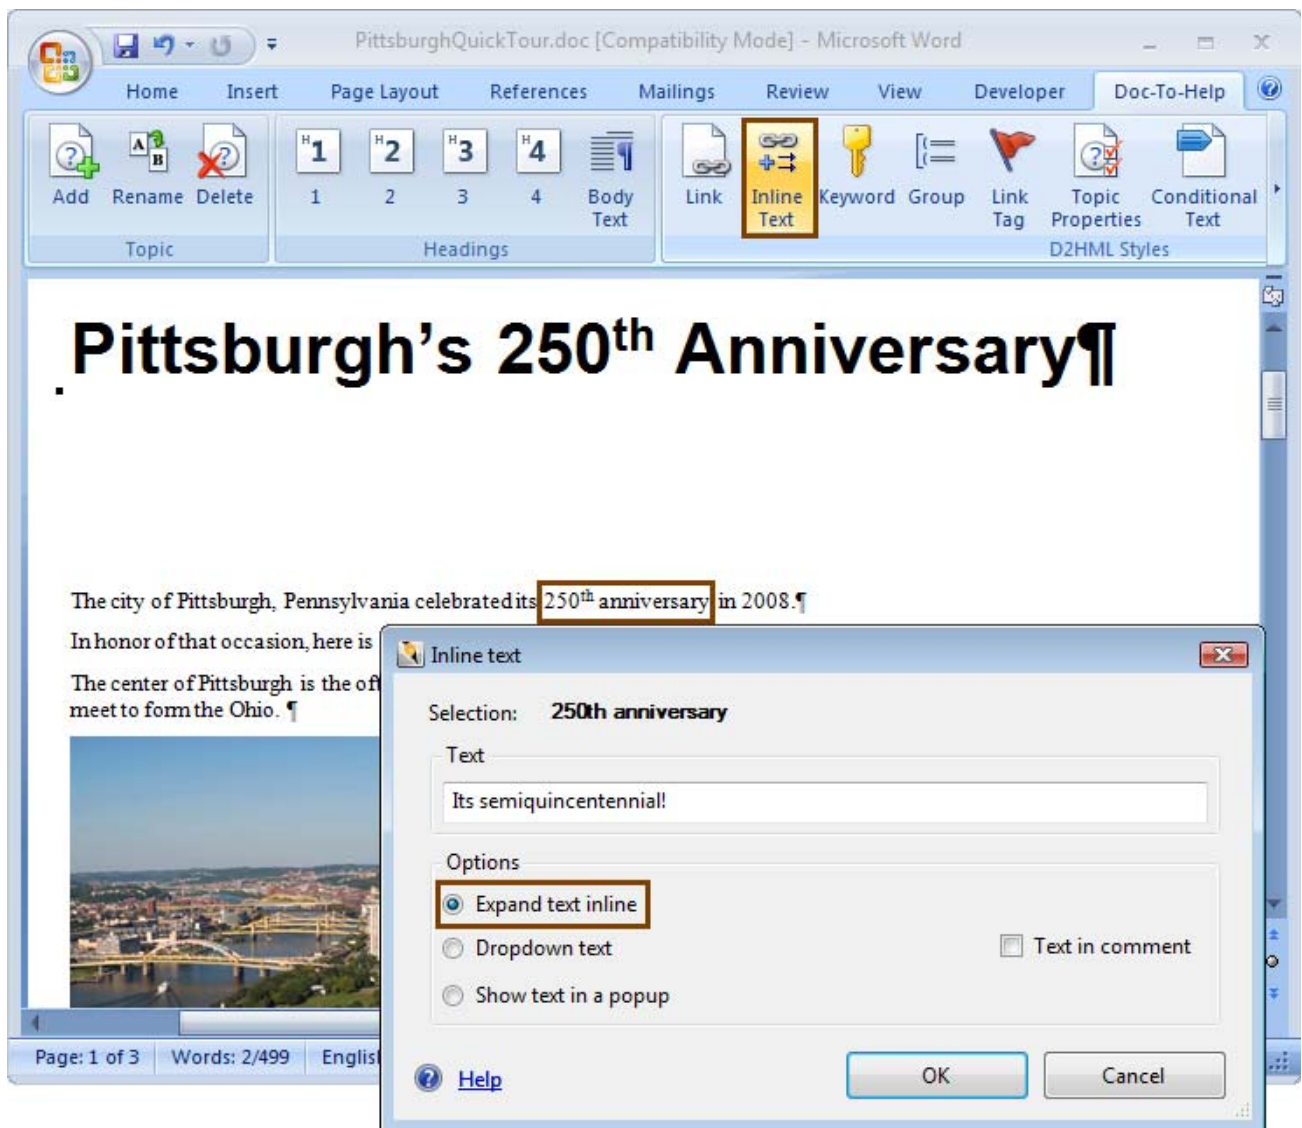 PittsburghQuickTour.doc [Compatibility Mode] - Microsoft Word
Home Insert Page Layout References Mailings Review View Developer Doc-To-Help
H1 H2 H3 H4
Add Rename Delete 1 2 3 4 Body Text Link Inline Text Keyword Group Link Tag Topic Properties Conditional Text
Topic Headings D2HML Styles
Pittsburgh’s 250th Anniversary¶
The city of Pittsburgh, Pennsylvania celebrated its 250th anniversary in 2008.¶
In honor of that occasion, here is
The center of Pittsburgh is the oft
meet to form the Ohio. ¶
Inline text
Selection: 250th anniversary
Text
Its semiquincentennial!
Options
Expand text inline
Dropdown text
Text in comment
Show text in a popup
Help
OK Cancel
Page: 1 of 3 Words: 2/499 Englis